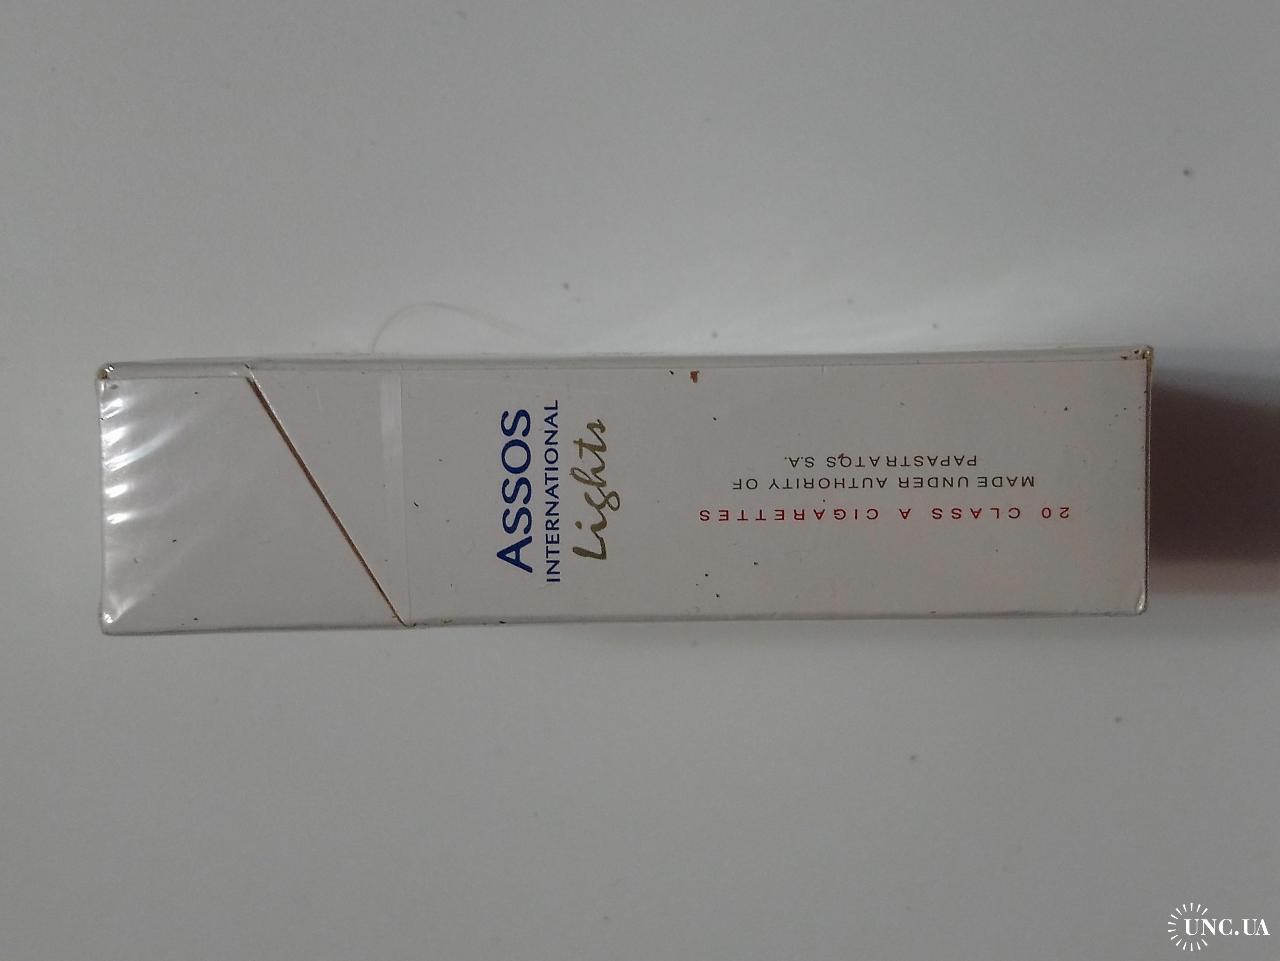 ASSOS
INTERNATIONAL
Lights
20 CLASS A CIGARETTES
MADE UNDER AUTHORITY OF
PAPASTRATOS S.A.
UNC.UA